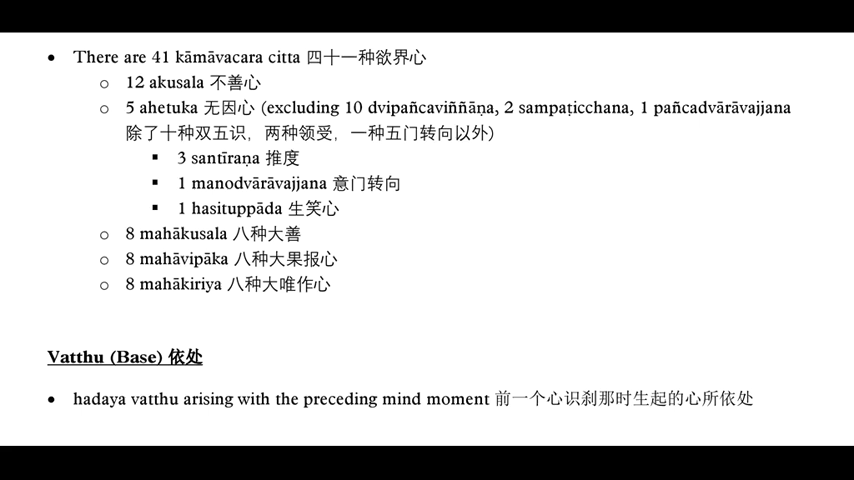 • There are 41 kāmāvacara citta 四十一种欲界心
o 12 akusala 不善心
o 5 ahetuka 无因心 (excluding 10 dvipañcaviññāṇa, 2 sampaṭicchana, 1 pañcadvārāvajjana
除了十种双五识，两种领受，一种五门转向以外)
▪ 3 santīraṇa 推度
▪ 1 manodvārāvajjana 意门转向
▪ 1 hasituppāda 生笑心
o 8 mahākusala 八种大善
o 8 mahāvipāka 八种大果报心
o 8 mahākiriya 八种大唯作心
Vatthu (Base) 依处
• hadaya vatthu arising with the preceding mind moment 前一个心识刹那时生起的心所依处